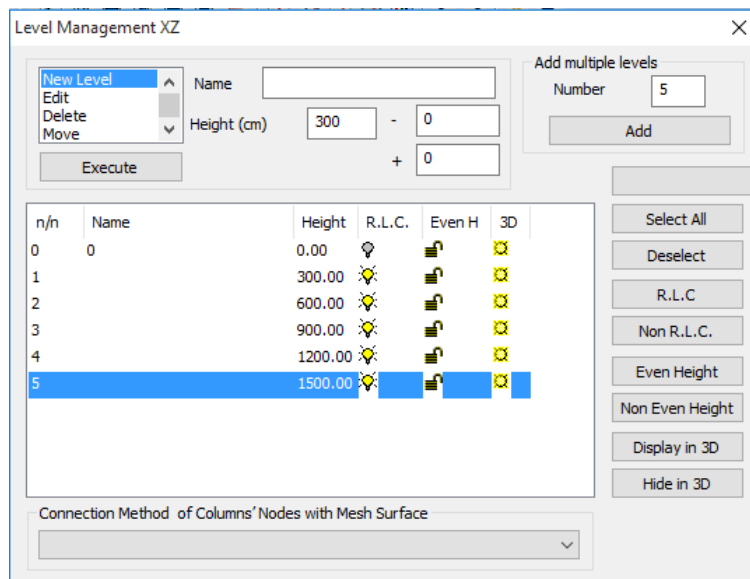 Level Management XZ
New Level
Edit
Delete
Move
Execute
Name
Height (cm) 300 - 0
+ 0
Add multiple levels
Number 5
Add
n/n Name Height R.L.C. Even H 3D
0 0 0.00
1 300.00
2 600.00
3 900.00
4 1200.00
5 1500.00
Select All
Deselect
R.L.C
Non R.L.C.
Even Height
Non Even Height
Display in 3D
Hide in 3D
Connection Method of Columns'Nodes with Mesh Surface